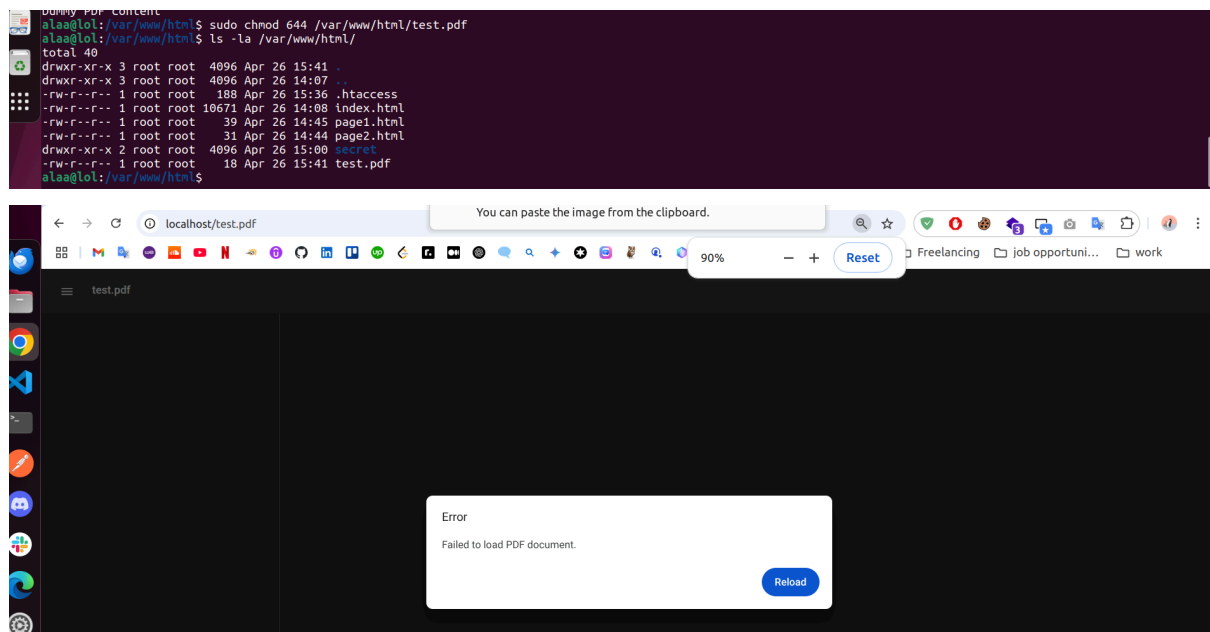 Dummy PDF content
alaa@lol:/var/www/html$ sudo chmod 644 /var/www/html/test.pdf
alaa@lol:/var/www/html$ ls -la /var/www/html/
total 40
drwxr-xr-x 3 root root  4096 Apr 26 15:41 .
drwxr-xr-x 3 root root  4096 Apr 26 14:07 ..
-rw-r--r-- 1 root root   188 Apr 26 15:36 .htaccess
-rw-r--r-- 1 root root 10671 Apr 26 14:08 index.html
-rw-r--r-- 1 root root    39 Apr 26 14:45 page1.html
-rw-r--r-- 1 root root    31 Apr 26 14:44 page2.html
drwxr-xr-x 2 root root  4096 Apr 26 15:00 secret
-rw-r--r-- 1 root root    18 Apr 26 15:41 test.pdf
alaa@lol:/var/www/html$
localhost/test.pdf
You can paste the image from the clipboard.
3
90%
Reset
Freelancing
job opportuni...
work
test.pdf
Error
Failed to load PDF document.
Reload